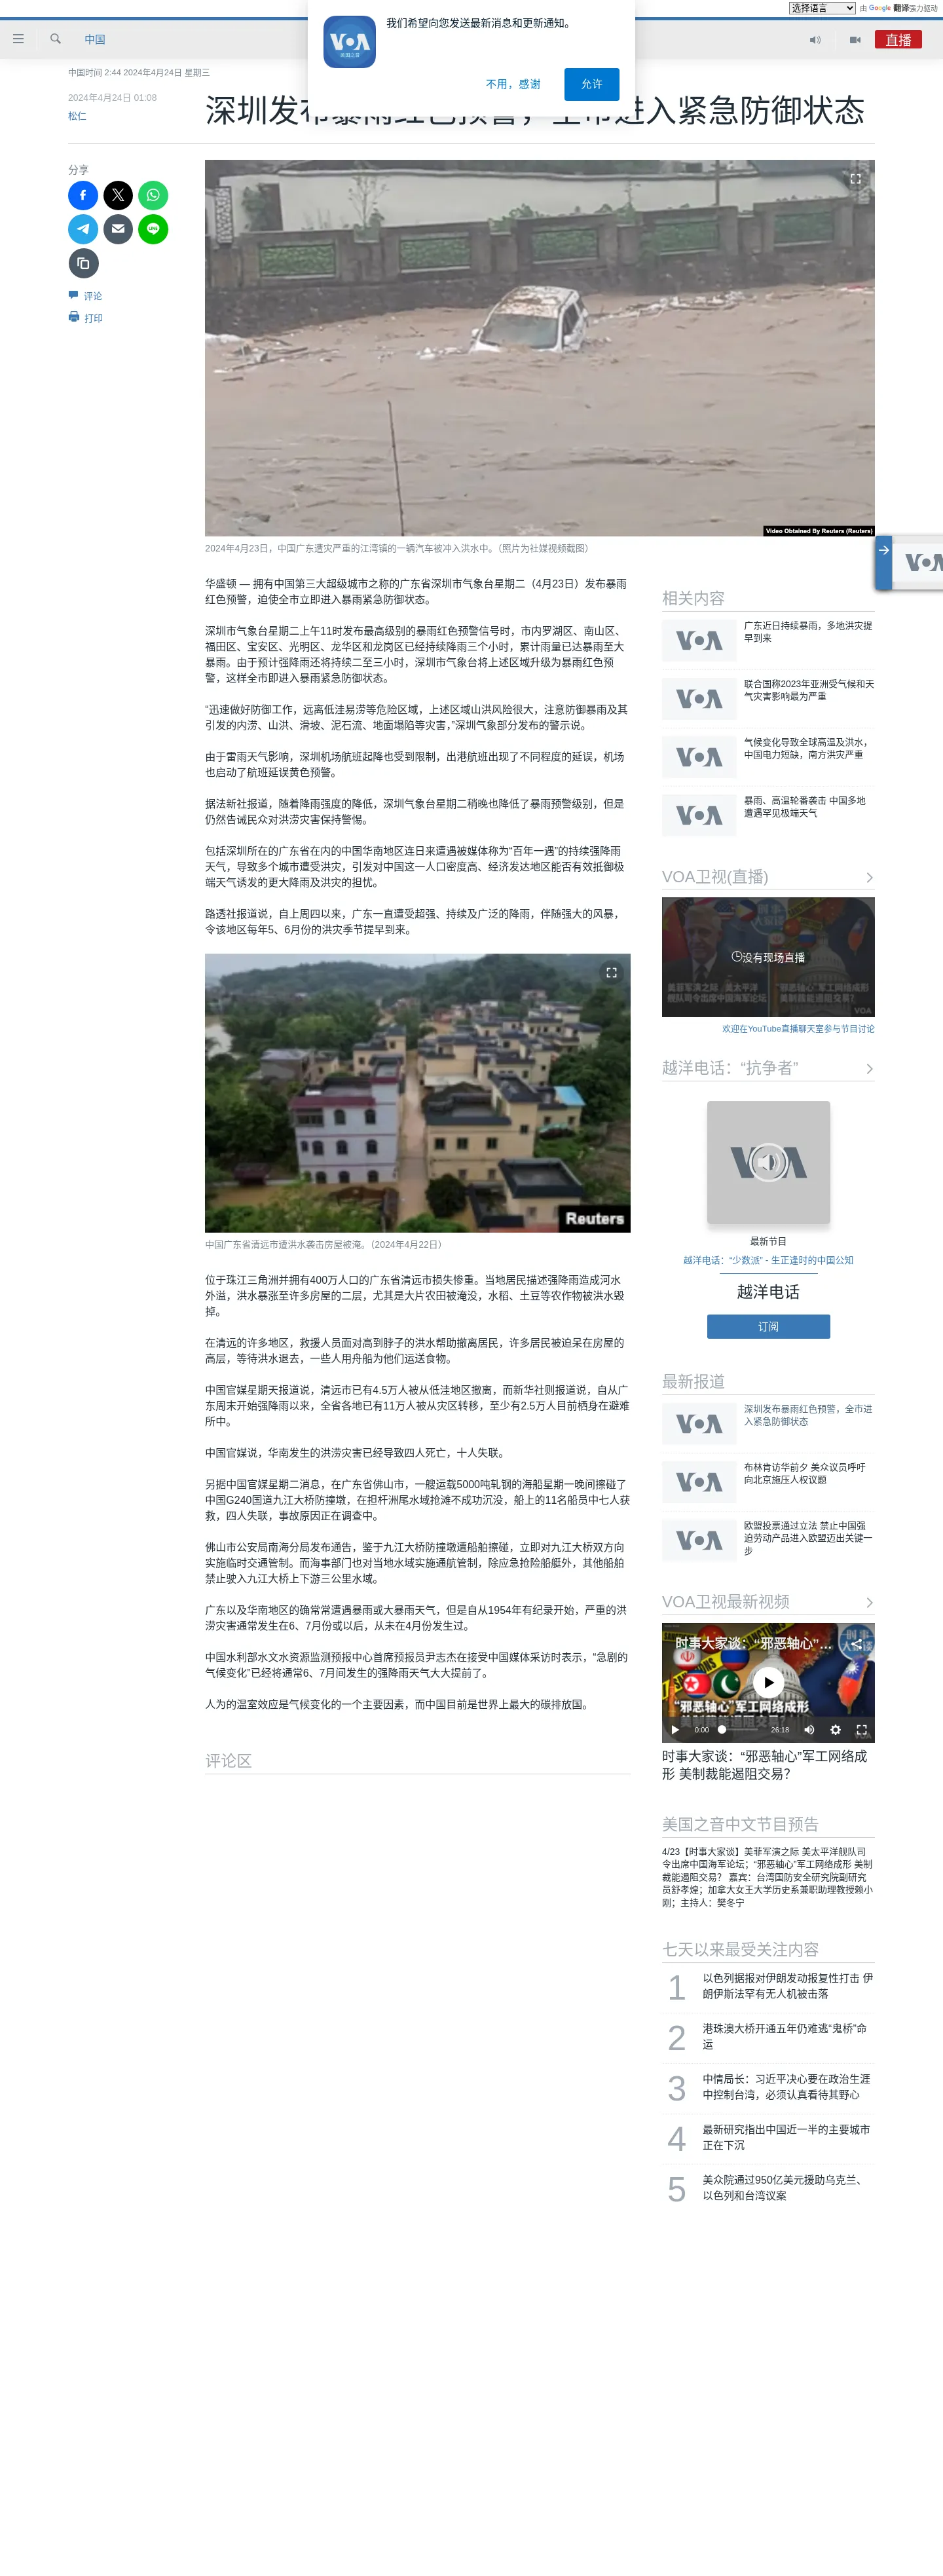 选择语言 由 Google 翻译强力驱动
我们希望向您发送最新消息和更新通知。
VOA
美国之音
不用，感谢 允许
中国
直播
中国时间 2:44 2024年4月24日 星期三
2024年4月24日 01:08
松仁
深圳发布暴雨红色预警，全市进入紧急防御状态
分享
评论
打印
Video Obtained By Reuters (Reuters)
2024年4月23日，中国广东遭灾严重的江湾镇的一辆汽车被冲入洪水中。（照片为社媒视频截图）
华盛顿 — 拥有中国第三大超级城市之称的广东省深圳市气象台星期二（4月23日）发布暴雨
红色预警，迫使全市立即进入暴雨紧急防御状态。
深圳市气象台星期二上午11时发布最高级别的暴雨红色预警信号时，市内罗湖区、南山区、
福田区、宝安区、光明区、龙华区和龙岗区已经持续降雨三个小时，累计雨量已达暴雨至大
暴雨。由于预计强降雨还将持续二至三小时，深圳市气象台将上述区域升级为暴雨红色预
警，这样全市即进入暴雨紧急防御状态。
“迅速做好防御工作，远离低洼易涝等危险区域，上述区域山洪风险很大，注意防御暴雨及其
引发的内涝、山洪、滑坡、泥石流、地面塌陷等灾害，”深圳气象部分发布的警示说。
由于雷雨天气影响，深圳机场航班起降也受到限制，出港航班出现了不同程度的延误，机场
也启动了航班延误黄色预警。
据法新社报道，随着降雨强度的降低，深圳气象台星期二稍晚也降低了暴雨预警级别，但是
仍然告诫民众对洪涝灾害保持警惕。
包括深圳所在的广东省在内的中国华南地区连日来遭遇被媒体称为“百年一遇”的持续强降雨
天气，导致多个城市遭受洪灾，引发对中国这一人口密度高、经济发达地区能否有效抵御极
端天气诱发的更大降雨及洪灾的担忧。
路透社报道说，自上周四以来，广东一直遭受超强、持续及广泛的降雨，伴随强大的风暴，
令该地区每年5、6月份的洪灾季节提早到来。
Reuters
中国广东省清远市遭洪水袭击房屋被淹。（2024年4月22日）
位于珠江三角洲并拥有400万人口的广东省清远市损失惨重。当地居民描述强降雨造成河水
外溢，洪水暴涨至许多房屋的二层，尤其是大片农田被淹没，水稻、土豆等农作物被洪水毁
掉。
在清远的许多地区，救援人员面对高到脖子的洪水帮助撤离居民，许多居民被迫呆在房屋的
高层，等待洪水退去，一些人用舟船为他们运送食物。
中国官媒星期天报道说，清远市已有4.5万人被从低洼地区撤离，而新华社则报道说，自从广
东周末开始强降雨以来，全省各地已有11万人被从灾区转移，至少有2.5万人目前栖身在避难
所中。
中国官媒说，华南发生的洪涝灾害已经导致四人死亡，十人失联。
另据中国官媒星期二消息，在广东省佛山市，一艘运载5000吨轧钢的海船星期一晚间擦碰了
中国G240国道九江大桥防撞墩，在担杆洲尾水域抢滩不成功沉没，船上的11名船员中七人获
救，四人失联，事故原因正在调查中。
佛山市公安局南海分局发布通告，鉴于九江大桥防撞墩遭船舶擦碰，立即对九江大桥双方向
实施临时交通管制。而海事部门也对当地水域实施通航管制，除应急抢险船艇外，其他船舶
禁止驶入九江大桥上下游三公里水域。
广东以及华南地区的确常常遭遇暴雨或大暴雨天气，但是自从1954年有纪录开始，严重的洪
涝灾害通常发生在6、7月份或以后，从未在4月份发生过。
中国水利部水文水资源监测预报中心首席预报员尹志杰在接受中国媒体采访时表示，“急剧的
气候变化”已经将通常6、7月间发生的强降雨天气大大提前了。
人为的温室效应是气候变化的一个主要因素，而中国目前是世界上最大的碳排放国。
评论区
相关内容
VOA
广东近日持续暴雨，多地洪灾提
早到来
VOA
联合国称2023年亚洲受气候和天
气灾害影响最为严重
VOA
气候变化导致全球高温及洪水，
中国电力短缺，南方洪灾严重
VOA
暴雨、高温轮番袭击 中国多地
遭遇罕见极端天气
VOA卫视(直播)
没有现场直播
美菲军演之际 美太平洋
舰队司令出席中国海军论坛
“邪恶轴心”军工网络成形
美制裁能遏阻交易?
VOA
欢迎在YouTube直播聊天室参与节目讨论
越洋电话：“抗争者”
VOA
最新节目
越洋电话：“少数派” - 生正逢时的中国公知
越洋电话
订阅
最新报道
VOA
深圳发布暴雨红色预警，全市进
入紧急防御状态
VOA
布林肯访华前夕 美众议员呼吁
向北京施压人权议题
VOA
欧盟投票通过立法 禁止中国强
迫劳动产品进入欧盟迈出关键一
步
VOA卫视最新视频
时事大家谈：“邪恶轴心”...
“邪恶轴心”军工网络成形
美制裁能遏阻交易?
0:00 26:18
时事大家谈：“邪恶轴心”军工网络成
形 美制裁能遏阻交易？
美国之音中文节目预告
4/23【时事大家谈】美菲军演之际 美太平洋舰队司
令出席中国海军论坛；“邪恶轴心”军工网络成形 美制
裁能遏阻交易？ 嘉宾：台湾国防安全研究院副研究
员舒孝煌；加拿大女王大学历史系兼职助理教授赖小
刚；主持人：樊冬宁
七天以来最受关注内容
1 以色列据报对伊朗发动报复性打击 伊
朗伊斯法罕有无人机被击落
2 港珠澳大桥开通五年仍难逃“鬼桥”命
运
3 中情局长：习近平决心要在政治生涯
中控制台湾，必须认真看待其野心
4 最新研究指出中国近一半的主要城市
正在下沉
5 美众院通过950亿美元援助乌克兰、
以色列和台湾议案